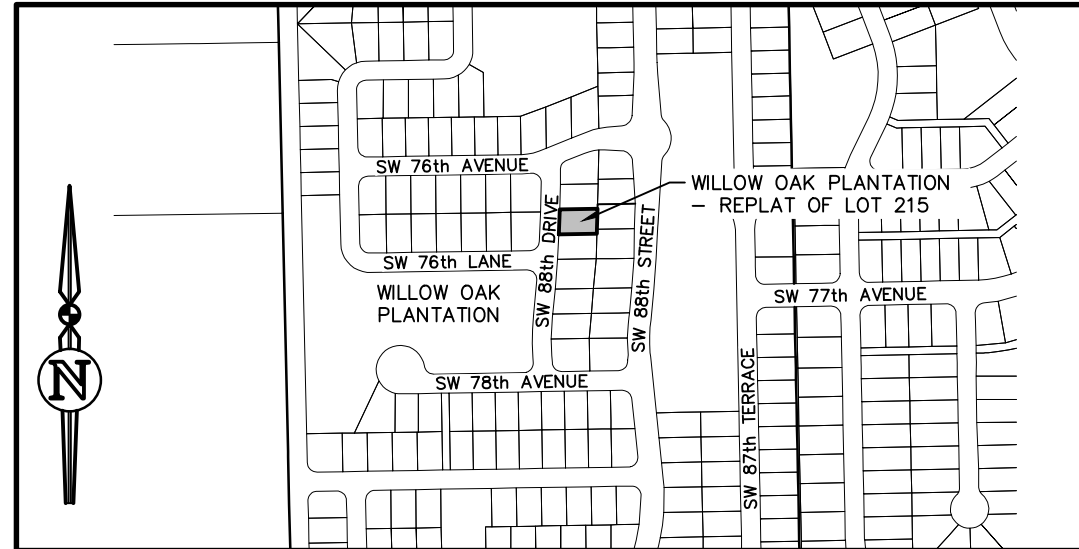 SW 76th AVENUE
WILLOW OAK PLANTATION
– REPLAT OF LOT 215
SW 88th DRIVE
SW 88th STREET
SW 76th LANE
WILLOW OAK
PLANTATION
SW 77th AVENUE
SW 78th AVENUE
SW 87th TERRACE
N